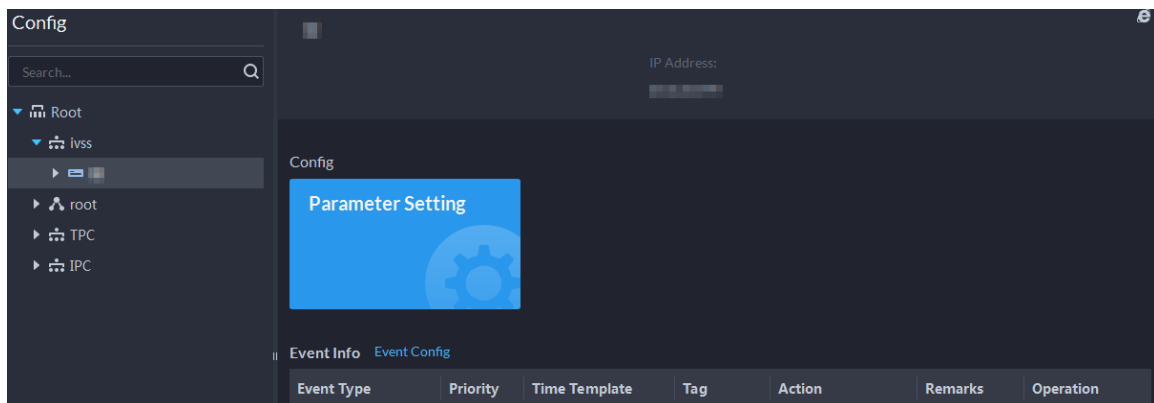 Config
Search...
Root
ivss
root
TPC
IPC
IP Address:
Config
Parameter Setting
Event Info Event Config
Event Type Priority Time Template Tag Action Remarks Operation